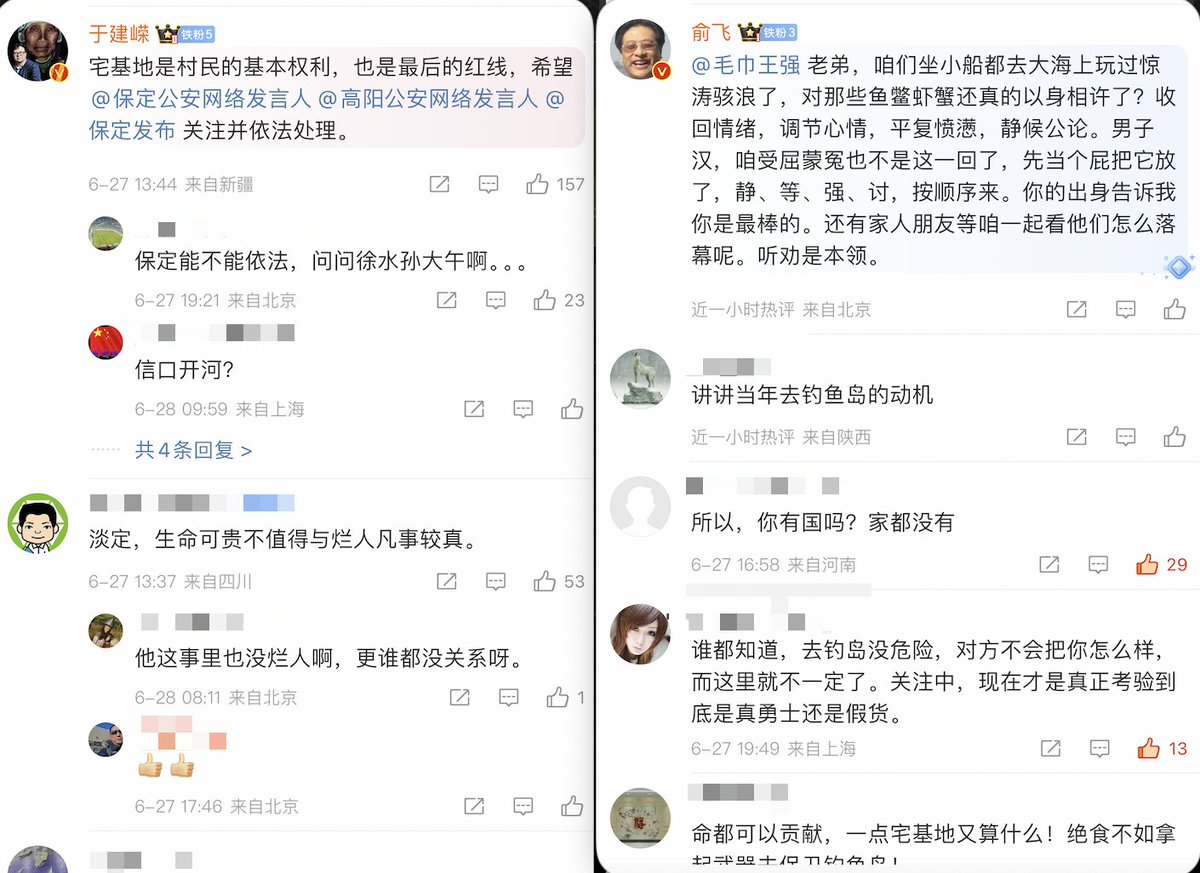 于建嵘 铁粉5
宅基地是村民的基本权利，也是最后的红线，希望
@保定公安网络发言人 @高阳公安网络发言人 @
保定发布 关注并依法处理。
6-27 13:44 来自新疆 157
保定能不能依法，问问徐水孙大午啊。。。
6-27 19:21 来自北京 23
信口开河？
6-28 09:59 来自上海
共4条回复 >
淡定，生命可贵不值得与烂人凡事较真。
6-27 13:37 来自四川 53
他这事里也没烂人啊，更谁都没关系呀。
6-28 08:11 来自北京 1
👍👍
6-27 17:46 来自北京
俞飞 铁粉3
@毛巾王强 老弟，咱们坐小船都去大海上玩过惊
涛骇浪了，对那些鱼鳖虾蟹还真的以身相许了？收
回情绪，调节心情，平复愤懑，静候公论。男子
汉，咱受屈蒙冤也不是这一回了，先当个屁把它放
了，静、等、强、讨，按顺序来。你的出身告诉我
你是最棒的。还有家人朋友等咱一起看他们怎么落
幕呢。听劝是本领。
近一小时热评 来自北京
讲讲当年去钓鱼岛的动机
近一小时热评 来自陕西
所以，你有国吗？家都没有
6-27 16:58 来自河南 29
谁都知道，去钓岛没危险，对方不会把你怎么样，
而这里就不一定了。关注中，现在才是真正考验到
底是真勇士还是假货。
6-27 19:49 来自上海 13
命都可以贡献，一点宅基地又算什么！绝食不如拿
起武器去保卫钓鱼岛！